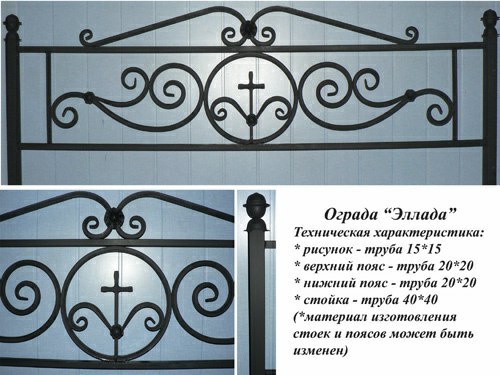 Ограда “Эллада”
Техническая характеристика:
* рисунок - труба 15*15
* верхний пояс - труба 20*20
* нижний пояс - труба 20*20
* стойка - труба 40*40
(*материал изготовления
стоек и поясов может быть
изменен)